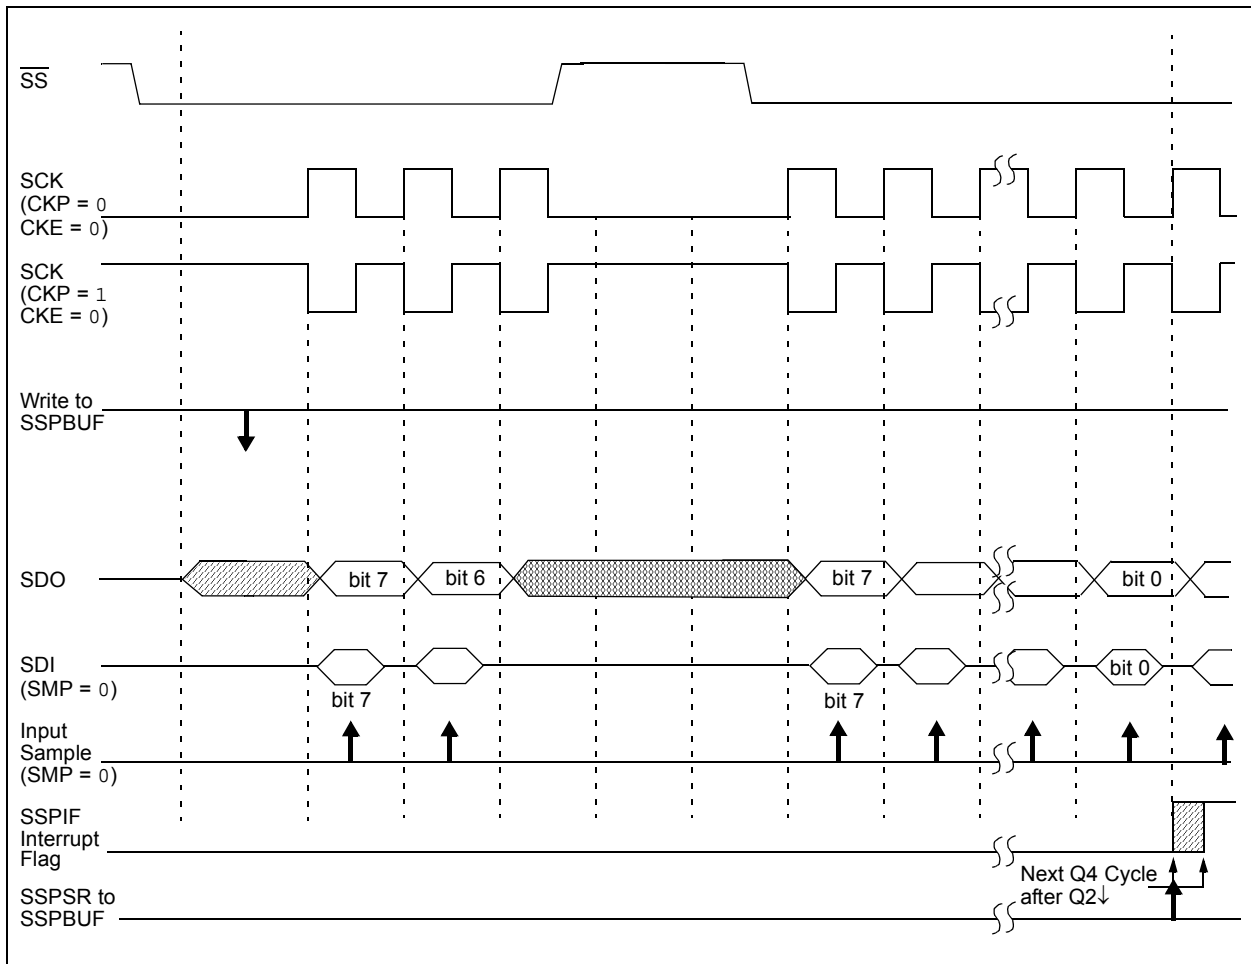 SS
SCK
(CKP = 0
CKE = 0)
SCK
(CKP = 1
CKE = 0)
Write to
SSPBUF
SDO
bit 7
bit 6
bit 7
bit 0
SDI
(SMP = 0)
bit 7
bit 7
bit 0
Input
Sample
(SMP = 0)
SSPIF
Interrupt
Flag
Next Q4 Cycle
after Q2↓
SSPSR to
SSPBUF